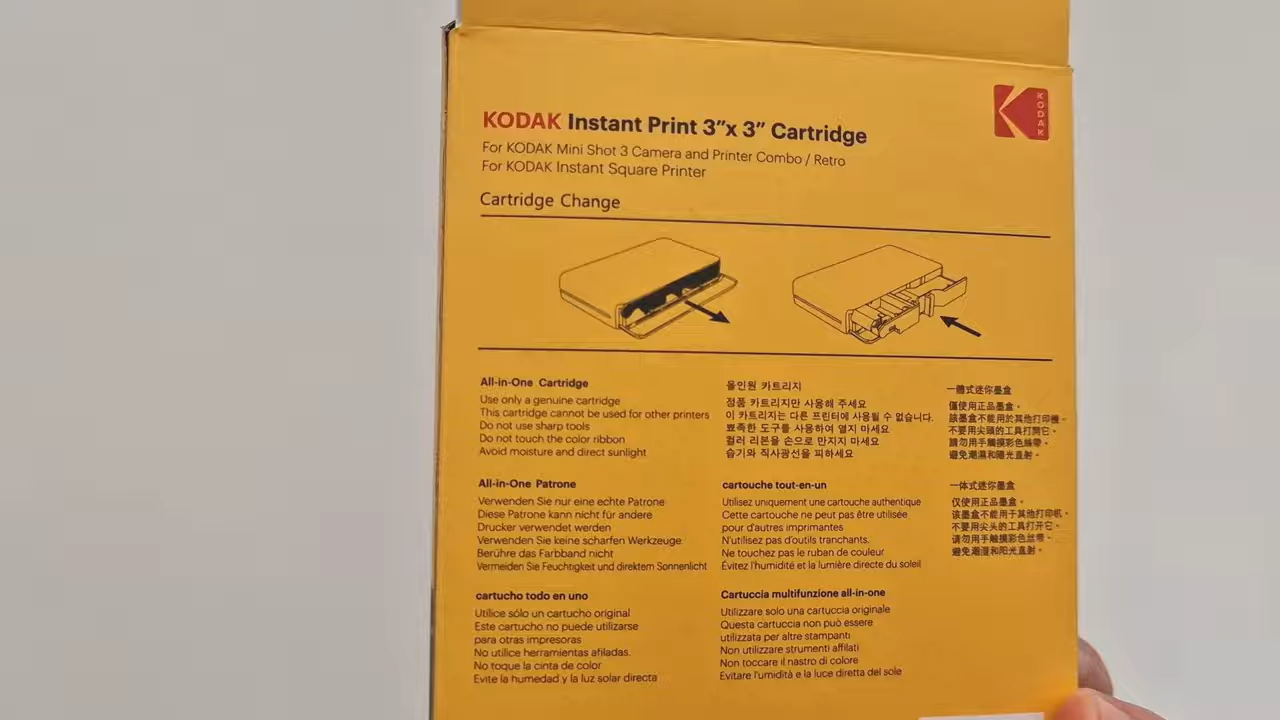 KODAK
KODAK Instant Print 3”x 3” Cartridge
For KODAK Mini Shot 3 Camera and Printer Combo / Retro
For KODAK Instant Square Printer
Cartridge Change
All-in-One Cartridge
Use only a genuine cartridge
This cartridge cannot be used for other printers
Do not use sharp tools
Do not touch the color ribbon
Avoid moisture and direct sunlight
올인원 카트리지
정품 카트리지만 사용해 주세요
이 카트리지는 다른 프린터에 사용될 수 없습니다.
뾰족한 도구를 사용하여 열지 마세요
컬러 리본을 손으로 만지지 마세요
습기와 직사광선을 피하세요
一體式迷你墨盒
僅使用正品墨盒。
該墨盒不能用於其他打印機。
不要用尖頭的工具打開它。
請勿用手觸摸彩色絲帶。
避免潮濕和陽光直射。
All-in-One Patrone
Verwenden Sie nur eine echte Patrone
Diese Patrone kann nicht für andere
Drucker verwendet werden
Verwenden Sie keine scharfen Werkzeuge.
Berühre das Farbband nicht
Vermeiden Sie Feuchtigkeit und direktem Sonnenlicht
cartouche tout-en-un
Utilisez uniquement une cartouche authentique
Cette cartouche ne peut pas être utilisée
pour d'autres imprimantes
N'utilisez pas d'outils tranchants.
Ne touchez pas le ruban de couleur
Évitez l'humidité et la lumière directe du soleil
一体式迷你墨盒
仅使用正品墨盒。
该墨盒不能用于其他打印机。
不要用尖头的工具打开它。
请勿用手触摸彩色丝带。
避免潮湿和阳光直射。
cartucho todo en uno
Utilice sólo un cartucho original
Este cartucho no puede utilizarse
para otras impresoras
No utilice herramientas afiladas.
No toque la cinta de color
Evite la humedad y la luz solar directa
Cartuccia multifunzione all-in-one
Utilizzare solo una cartuccia originale
Questa cartuccia non può essere
utilizzata per altre stampanti
Non utilizzare strumenti affilati
Non toccare il nastro di colore
Evitare l'umidità e la luce diretta del sole